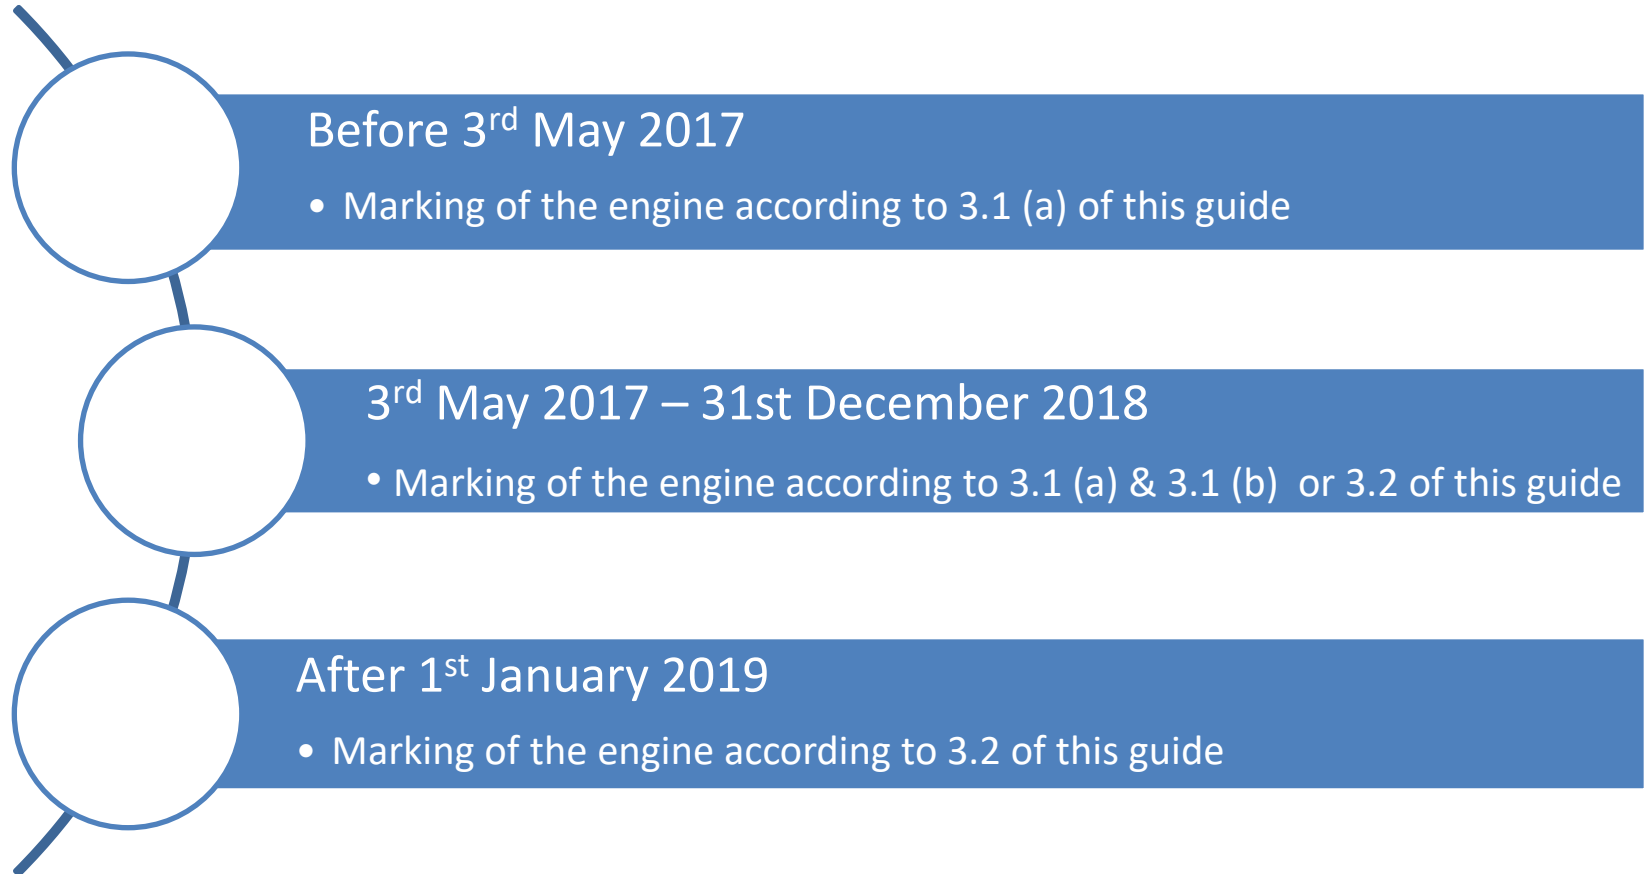 Before 3rd May 2017
• Marking of the engine according to 3.1 (a) of this guide
3rd May 2017 – 31st December 2018
• Marking of the engine according to 3.1 (a) & 3.1 (b)  or 3.2 of this guide
After 1st January 2019
• Marking of the engine according to 3.2 of this guide